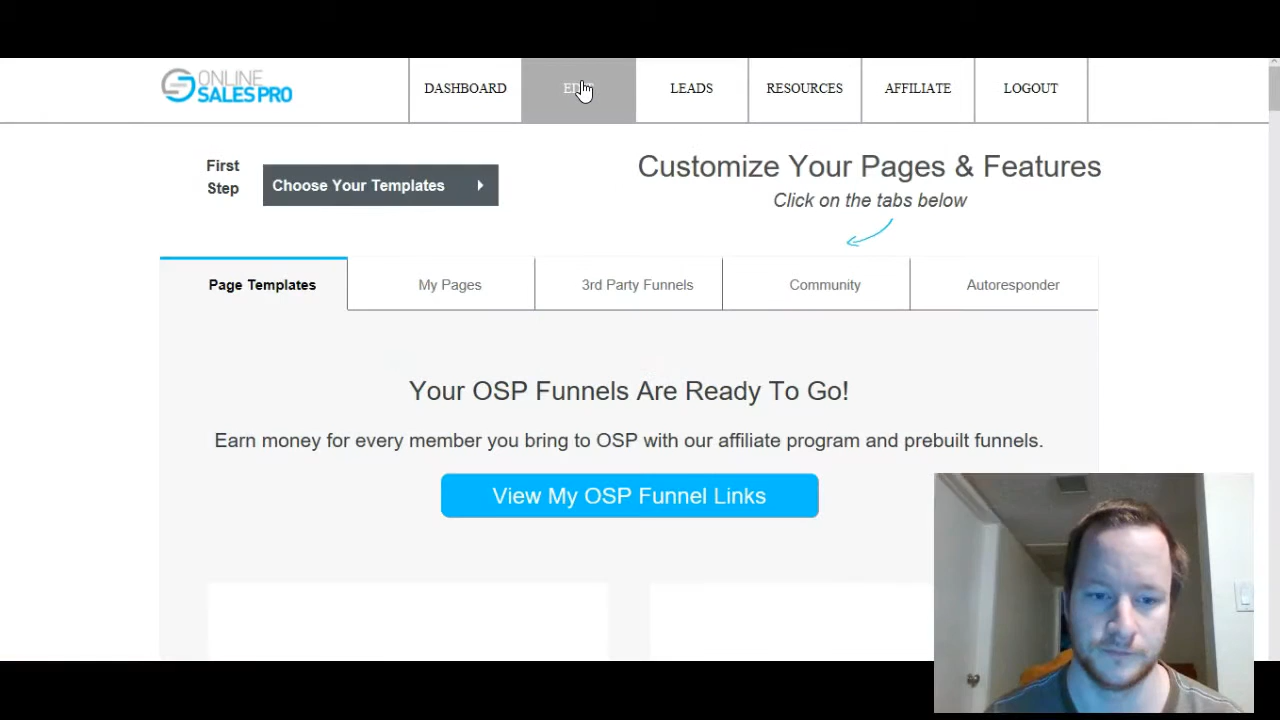 ONLINE
SALES PRO
DASHBOARD
LEADS
RESOURCES
AFFILIATE
LOGOUT
First
Step
Choose Your Templates
Customize Your Pages & Features
Click on the tabs below
Page Templates
My Pages
3rd Party Funnels
Community
Autoresponder
Your OSP Funnels Are Ready To Go!
Earn money for every member you bring to OSP with our affiliate program and prebuilt funnels.
View My OSP Funnel Links